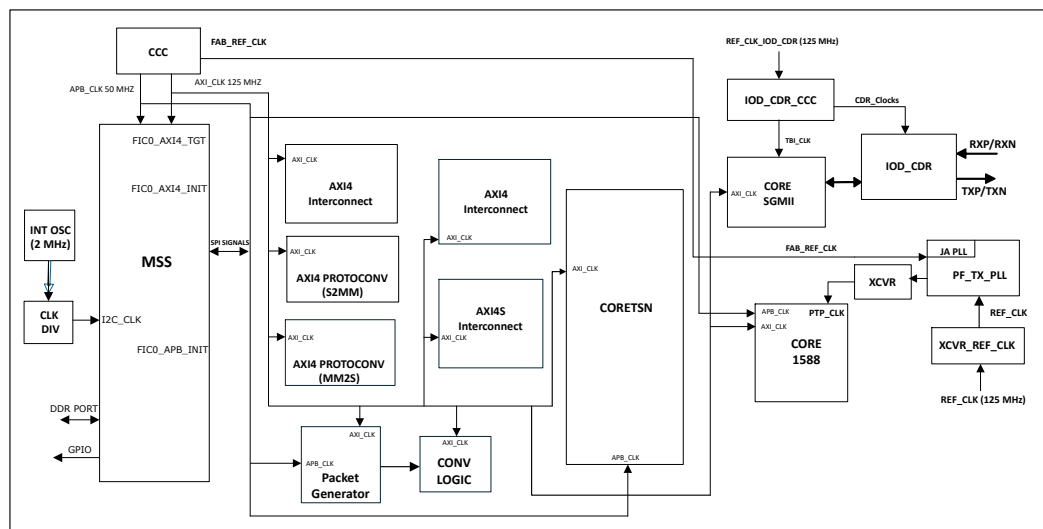 CCC
FAB_REF_CLK
APB_CLK 50 MHZ
AXI_CLK 125 MHZ
REF_CLK_IOD_CDR (125 MHz)
IOD_CDR_CCC
CDR_Clocks
TBI_CLK
IOD_CDR
RXP/RXN
TXP/TXN
AXI_CLK
CORE
SGMII
FIC0_AXI4_TGT
FIC0_AXI4_INIT
MSS
SPI SIGNALS
I2C_CLK
FIC0_APB_INIT
INT OSC
(2 MHz)
CLK
DIV
DDR PORT
GPIO
AXI_CLK
AXI4
Interconnect
AXI_CLK
AXI4 PROTOCONV
(S2MM)
AXI_CLK
AXI4 PROTOCONV
(MM2S)
AXI4
Interconnect
AXI_CLK
AXI4S
Interconnect
AXI_CLK
AXI_CLK
CORETSN
APB_CLK
AXI_CLK
APB_CLK
Packet
Generator
AXI_CLK
CONV
LOGIC
FAB_REF_CLK
JA PLL
PF_TX_PLL
XCVR
REF_CLK
XCVR_REF_CLK
REF_CLK (125 MHz)
PTP_CLK
APB_CLK
AXI_CLK
CORE
1588